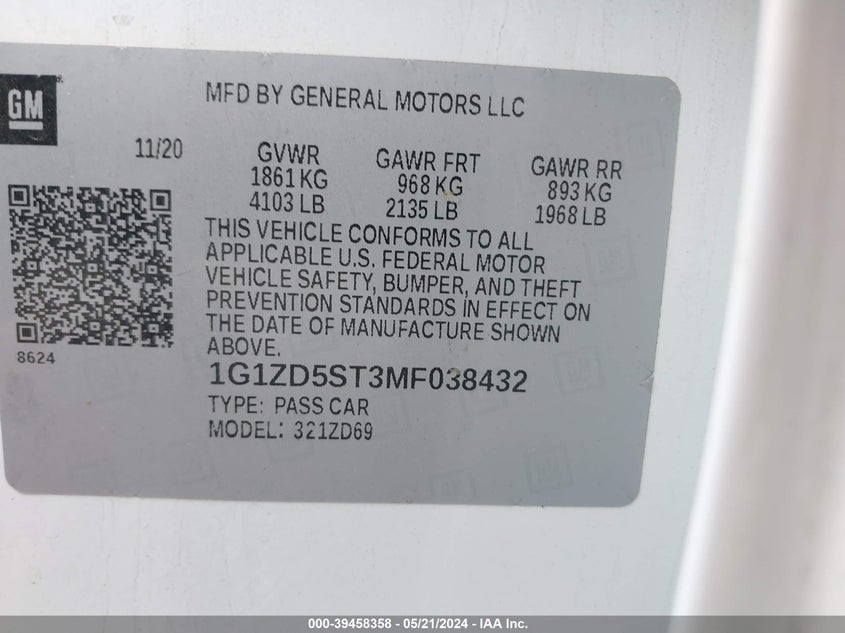 GM
MFD BY GENERAL MOTORS LLC
11/20
GVWR
1861 KG
4103 LB
GAWR FRT
968 KG
2135 LB
GAWR RR
893 KG
1968 LB
THIS VEHICLE CONFORMS TO ALL
APPLICABLE U.S. FEDERAL MOTOR
VEHICLE SAFETY, BUMPER, AND THEFT
PREVENTION STANDARDS IN EFFECT ON
THE DATE OF MANUFACTURE SHOWN
ABOVE.
8624
1G1ZD5ST3MF038432
TYPE: PASS CAR
MODEL: 321ZD69
000-39458358 - 05/21/2024 - IAA Inc.